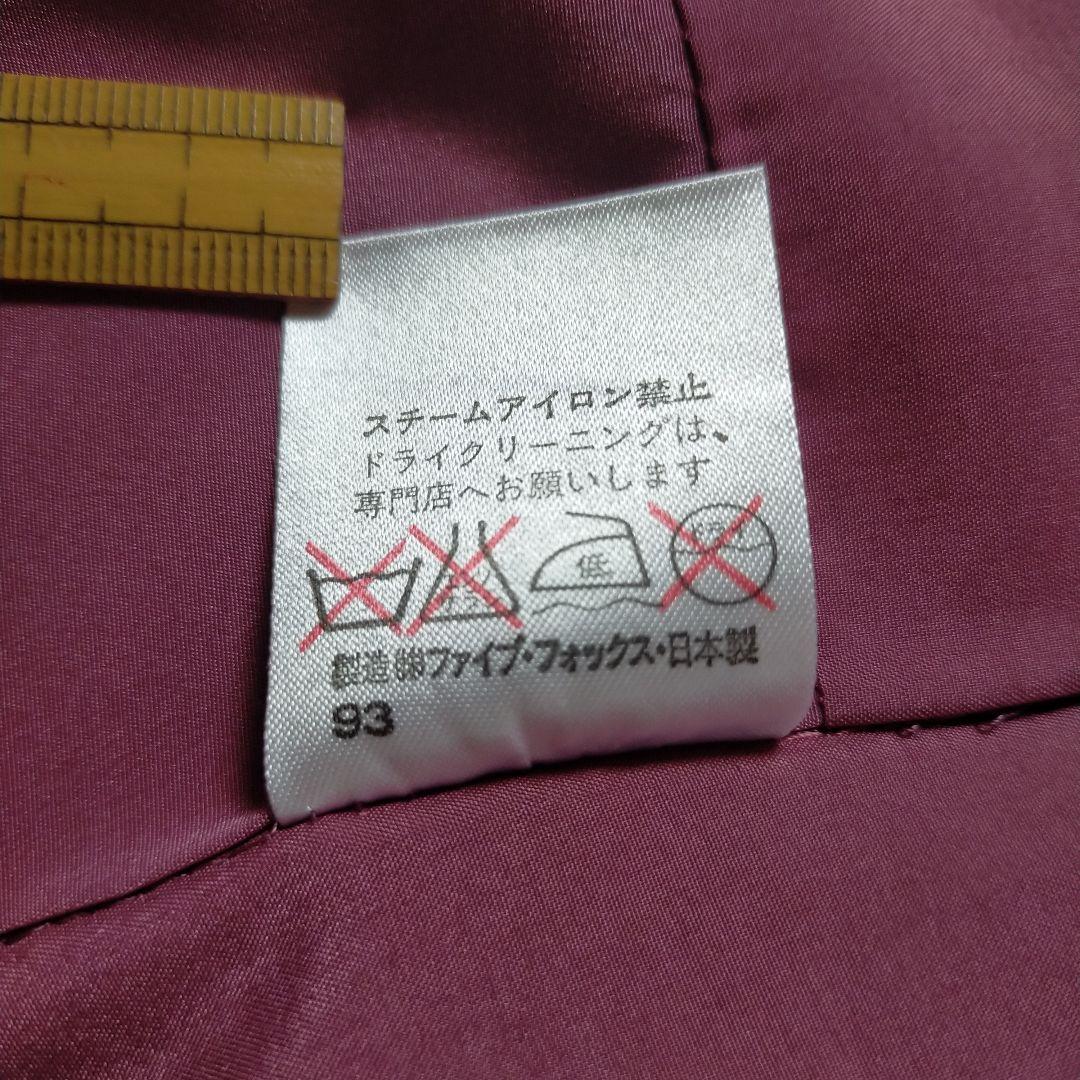 スチームアイロン禁止
ドライクリーニングは、
専門店へお願いします
低
製造㈱ファイブ・フォックス・日本製
93